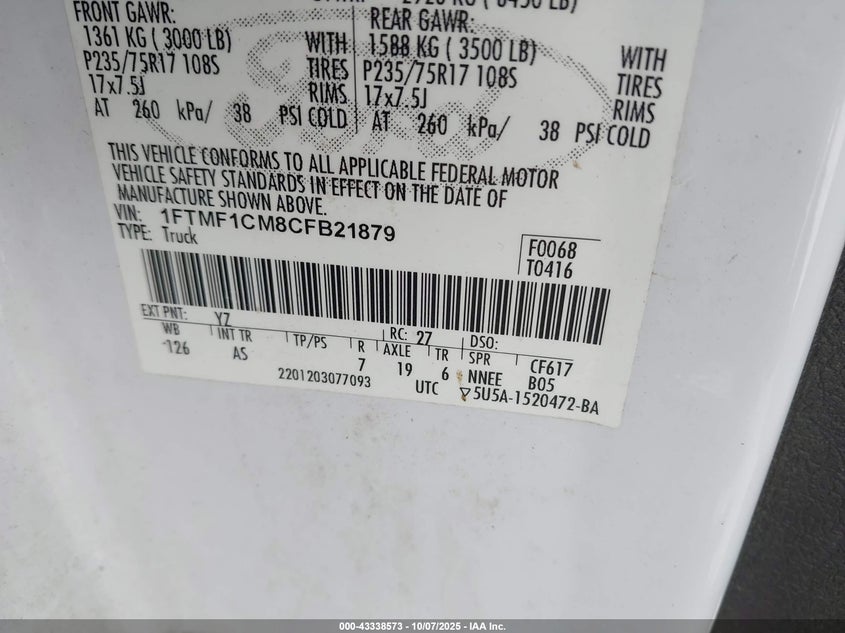 FRONT GAWR:
1361 KG ( 3000 LB) WITH
P235/75R17 108S TIRES
17x7.5J RIMS
AT 260 kPa/ 38 PSI COLD
REAR GAWR:
1588 KG ( 3500 LB) WITH
P235/75R17 108S TIRES
17x7.5J RIMS
AT 260 kPa/ 38 PSI COLD
THIS VEHICLE CONFORMS TO ALL APPLICABLE FEDERAL MOTOR
VEHICLE SAFETY STANDARDS IN EFFECT ON THE DATE OF
MANUFACTURE SHOWN ABOVE.
VIN: 1FTMF1CM8CFB21879
TYPE: Truck
F0068
T0416
EXT PNT: YZ RC: 27 DSO:
WB INT TR TP/PS R AXLE TR SPR CF617
126 AS 7 19 6 NNEE B05
2201203077093 UTC 5U5A-1520472-BA
000-43338573 - 10/07/2025 - IAA Inc.